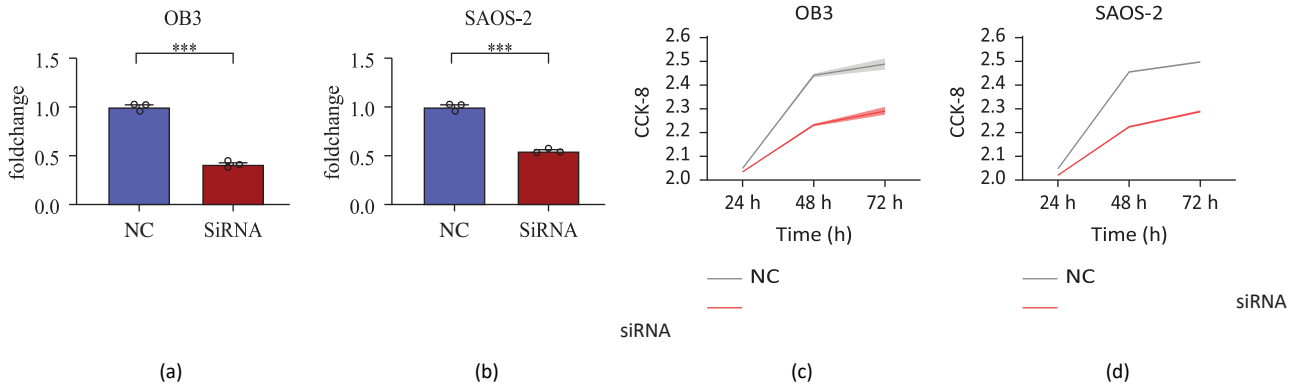 OB3
***
1.5
1.0
0.5
0.0
foldchange
NC
SiRNA
(a)
SAOS-2
***
1.5
1.0
0.5
0.0
foldchange
NC
SiRNA
(b)
OB3
2.6
2.5
2.4
2.3
2.2
2.1
2.0
CCK-8
24 h
48 h
72 h
Time (h)
NC
siRNA
(c)
SAOS-2
2.6
2.5
2.4
2.3
2.2
2.1
2.0
CCK-8
24 h
48 h
72 h
Time (h)
NC
siRNA
(d)